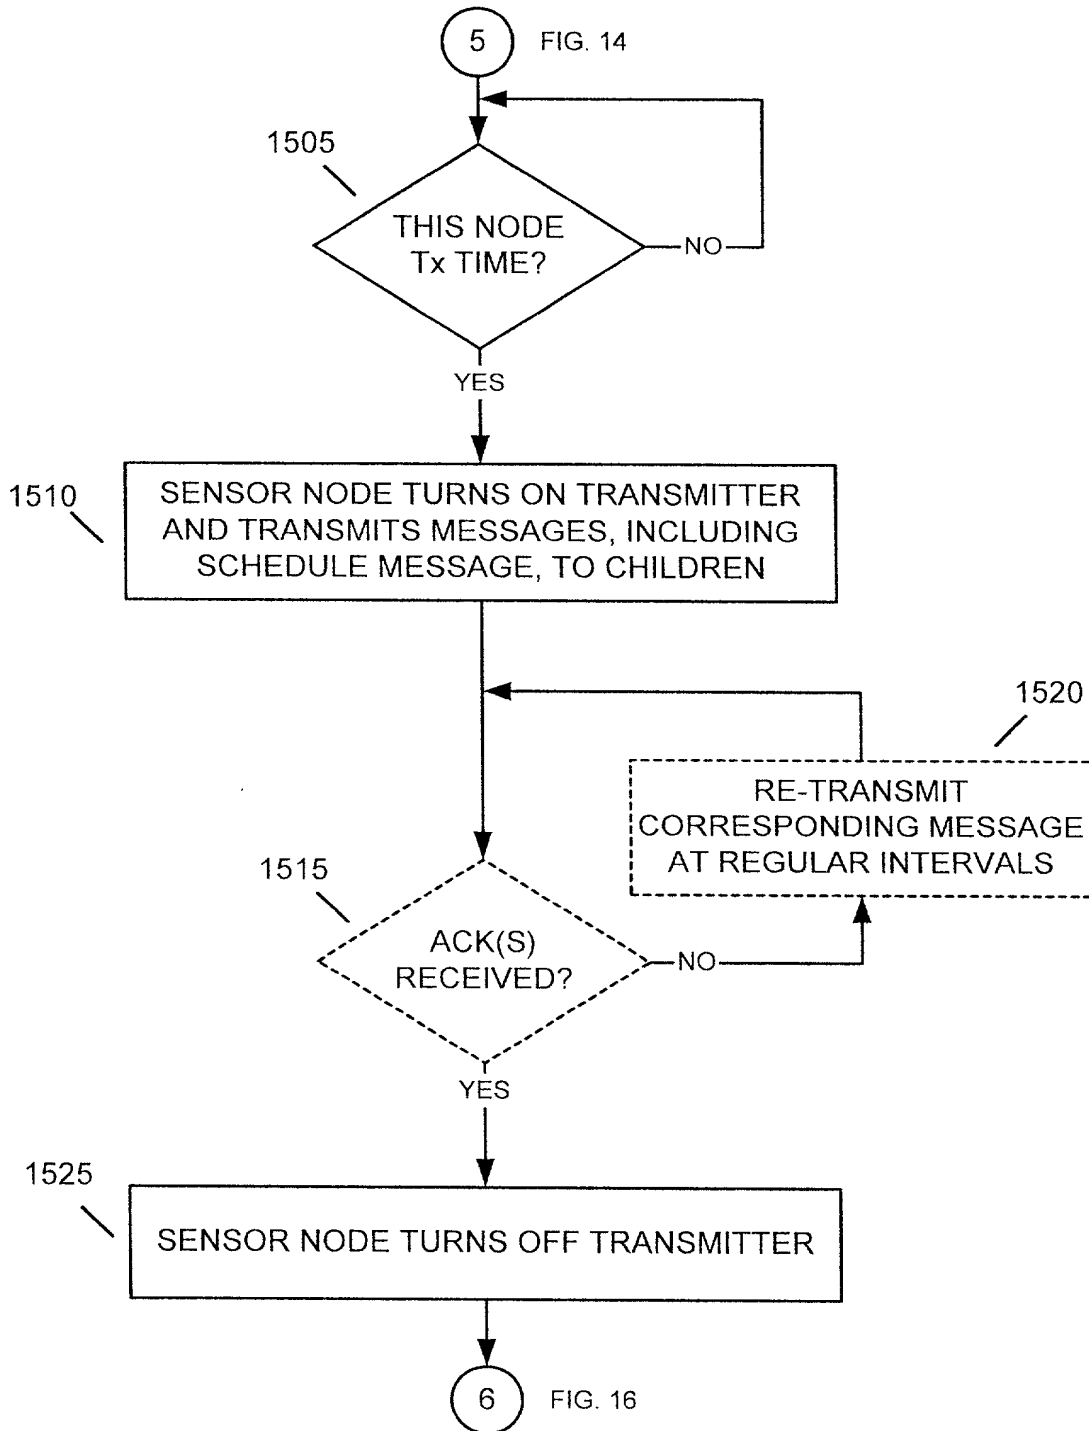 5 FIG. 14
1505
THIS NODE
Tx TIME?
NO
YES
1510
SENSOR NODE TURNS ON TRANSMITTER
AND TRANSMITS MESSAGES, INCLUDING
SCHEDULE MESSAGE, TO CHILDREN
1520
RE-TRANSMIT
CORRESPONDING MESSAGE
AT REGULAR INTERVALS
1515
ACK(S)
RECEIVED?
NO
YES
1525
SENSOR NODE TURNS OFF TRANSMITTER
6 FIG. 16